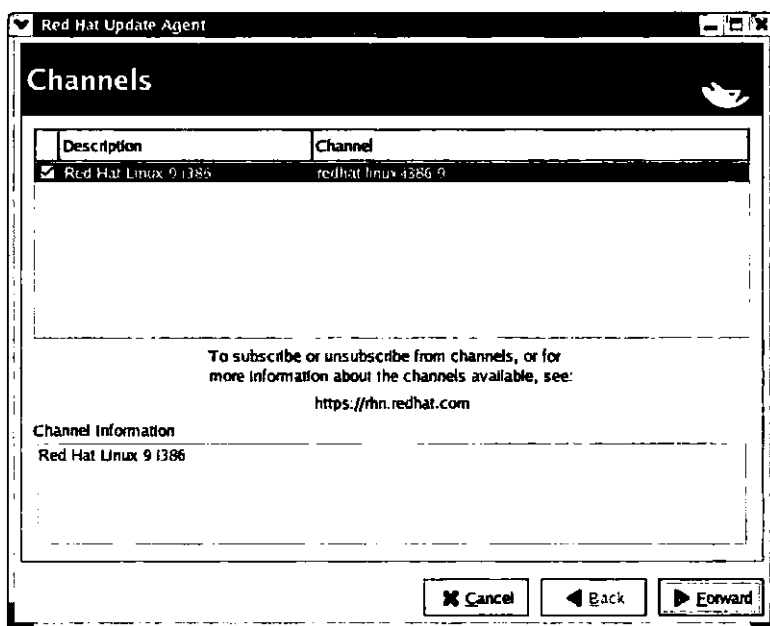 Red Hat Update Agent
Channels
Description Channel
Red Hat Linux 9 i386 redhat linux i386 9
To subscribe or unsubscribe from channels, or for
more information about the channels available, see:
https://rhn.redhat.com
Channel Information
Red Hat Linux 9 i386
Cancel Back Forward